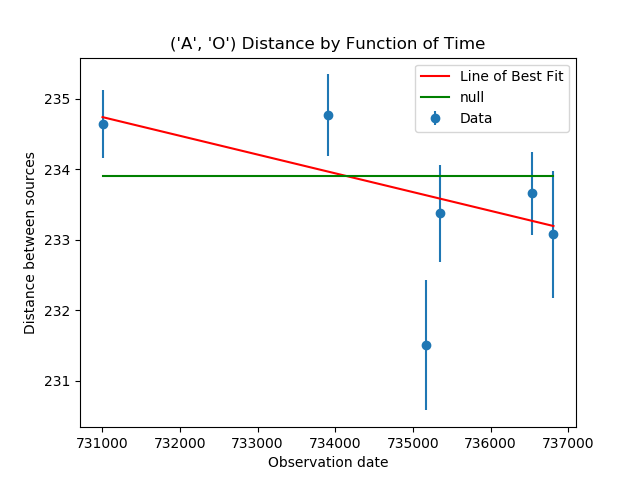 ('A', 'O') Distance by Function of Time
Line of Best Fit
null
Data
Distance between sources
235
234
233
232
231
731000 732000 733000 734000 735000 736000 737000
Observation date